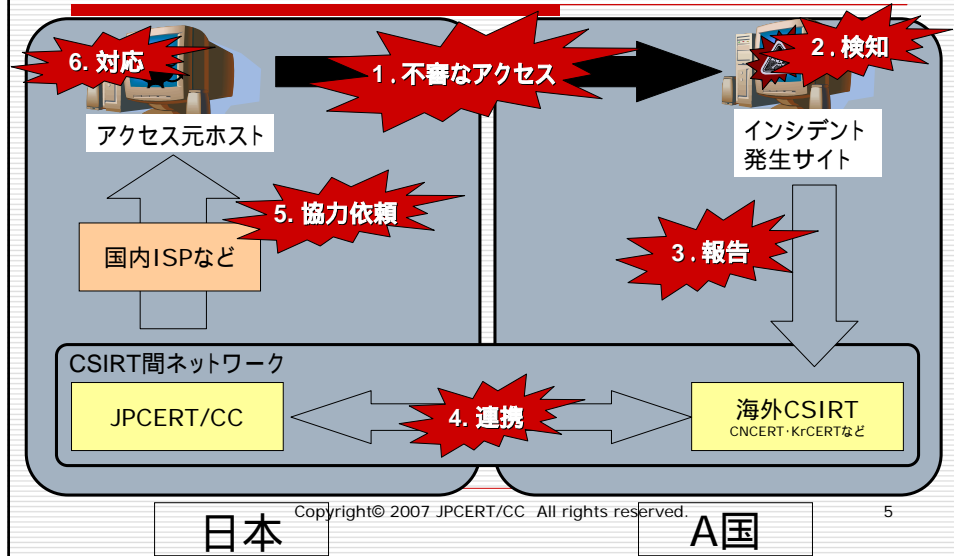 6. 対応
1. 不審なアクセス
2. 検知
アクセス元ホスト
インシデント
発生サイト
5. 協力依頼
国内ISPなど
3. 報告
CSIRT間ネットワーク
JPCERT/CC
4. 連携
海外CSIRT
CNCERT・KrCERTなど
Copyright© 2007 JPCERT/CC All rights reserved.
5
日本
A国